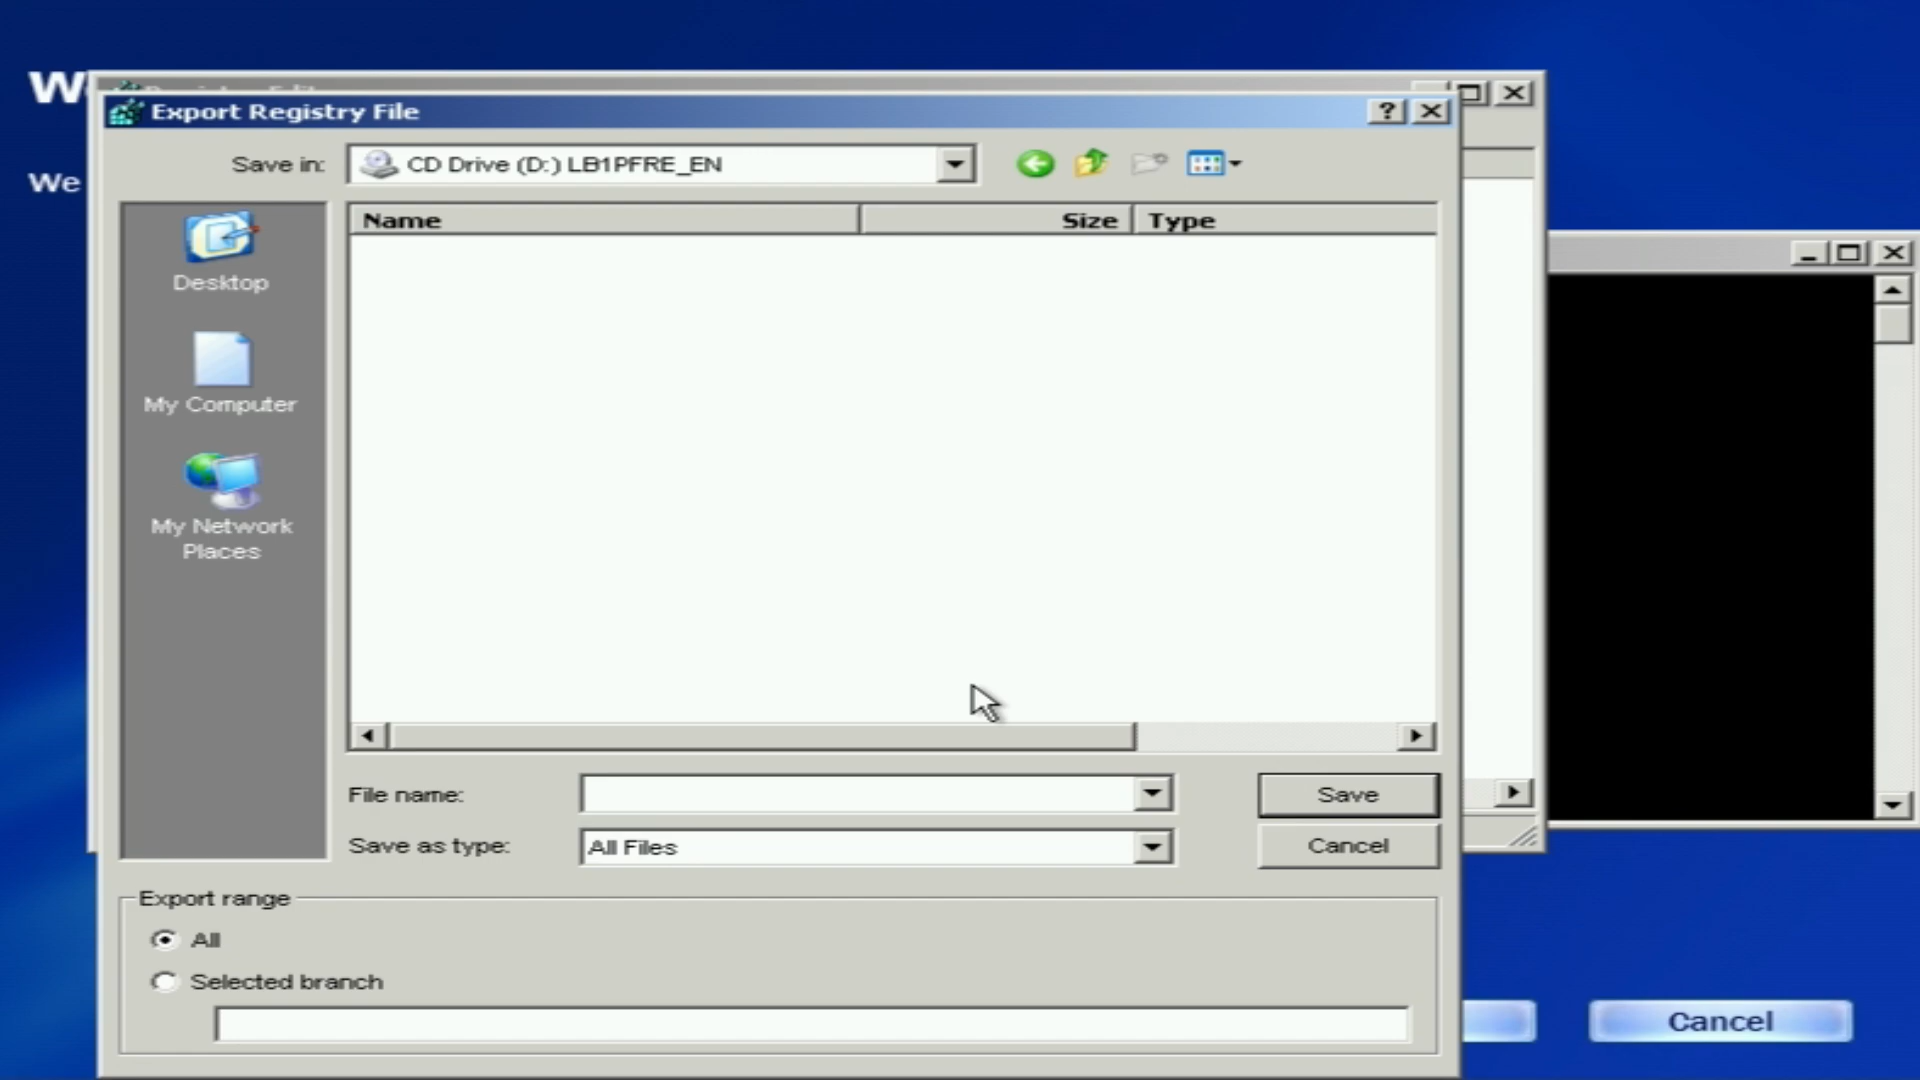 W
We
Export Registry File
Save in:
CD Drive (D:) LB1PFRE_EN
Desktop
My Computer
My Network
Places
Name
Size
Type
File name:
Save
Save as type:
All Files
Cancel
Export range
All
Selected branch
Cancel